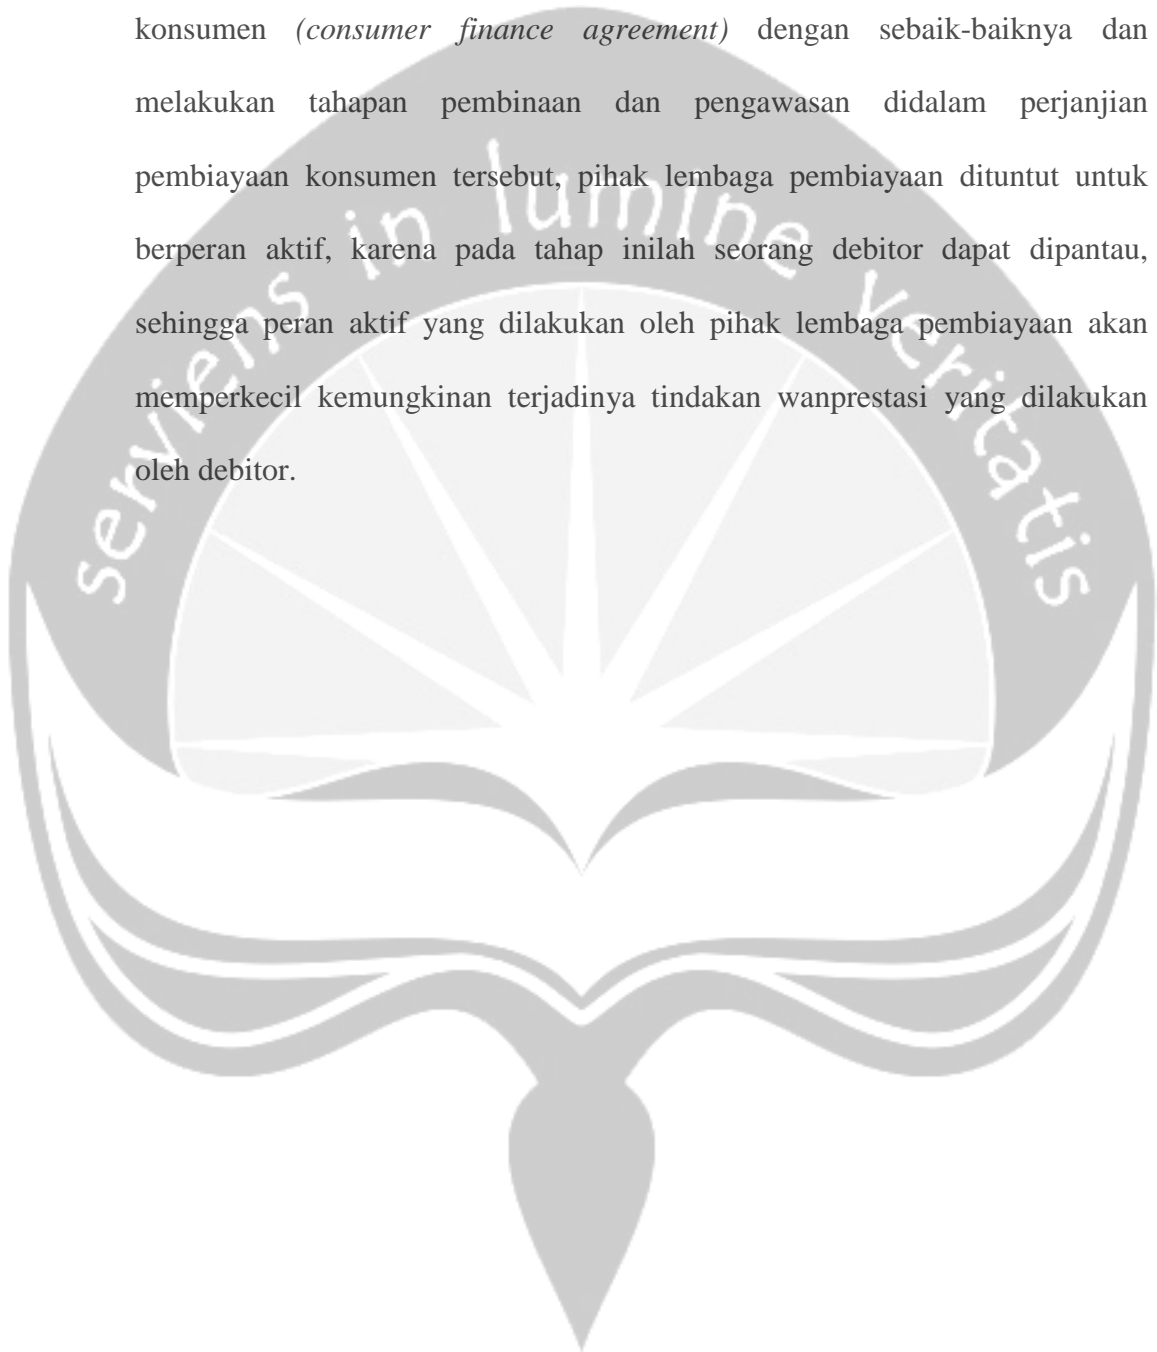 konsumen (consumer finance agreement) dengan sebaik-baiknya dan
melakukan tahapan pembinaan dan pengawasan didalam perjanjian
pembiayaan konsumen tersebut, pihak lembaga pembiayaan dituntut untuk
berperan aktif, karena pada tahap inilah seorang debitor dapat dipantau,
sehingga peran aktif yang dilakukan oleh pihak lembaga pembiayaan akan
memperkecil kemungkinan terjadinya tindakan wanprestasi yang dilakukan
oleh debitor.
serviens in lumine veritatis